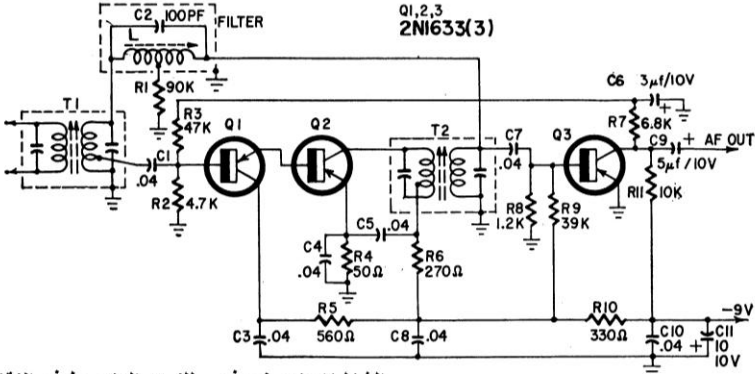 C2 100PF
FILTER
L
R1 90K
Q1,2,3
2N1633(3)
T1
R3
47K
C1
.04
R2 4.7K
Q1
Q2
T2
C7
.04
Q3
C6 3µf/10V
+
R7
6.8K
C9 + AF OUT
5µf/10V
R11 10K
R8
1.2K
R9
39K
C5 .04
C4
.04
R4
50Ω
R6
270Ω
R5
560Ω
R10
330Ω
-9V
C3 .04
C8 .04
C10
.04
+
C11
10
10V